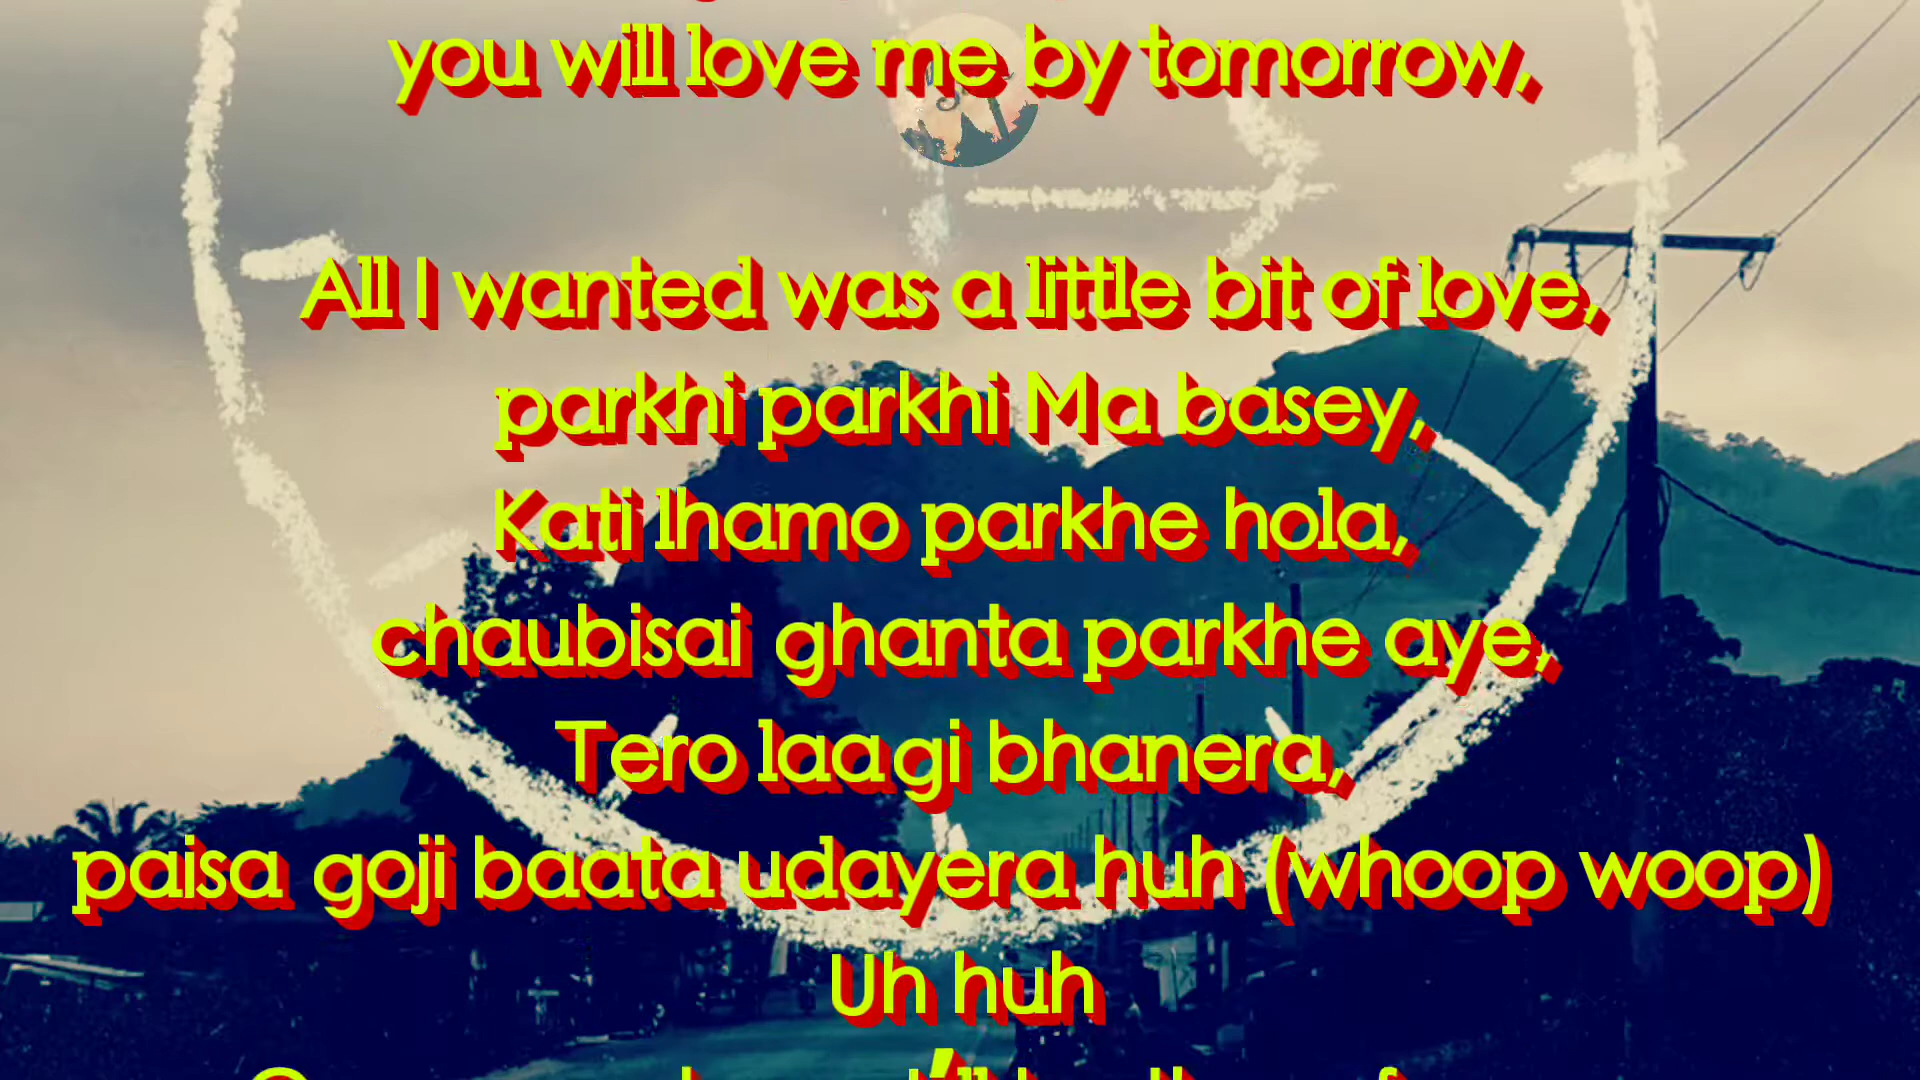 you will love me by tomorrow,
All I wanted was a little bit of love,
parkhi parkhi Ma basey,
Kati lhamo parkhe hola,
chaubisai ghanta parkhe aye,
Tero laagi bhanera,
paisa goji baata udayera huh (whoop woop)
Uh huh